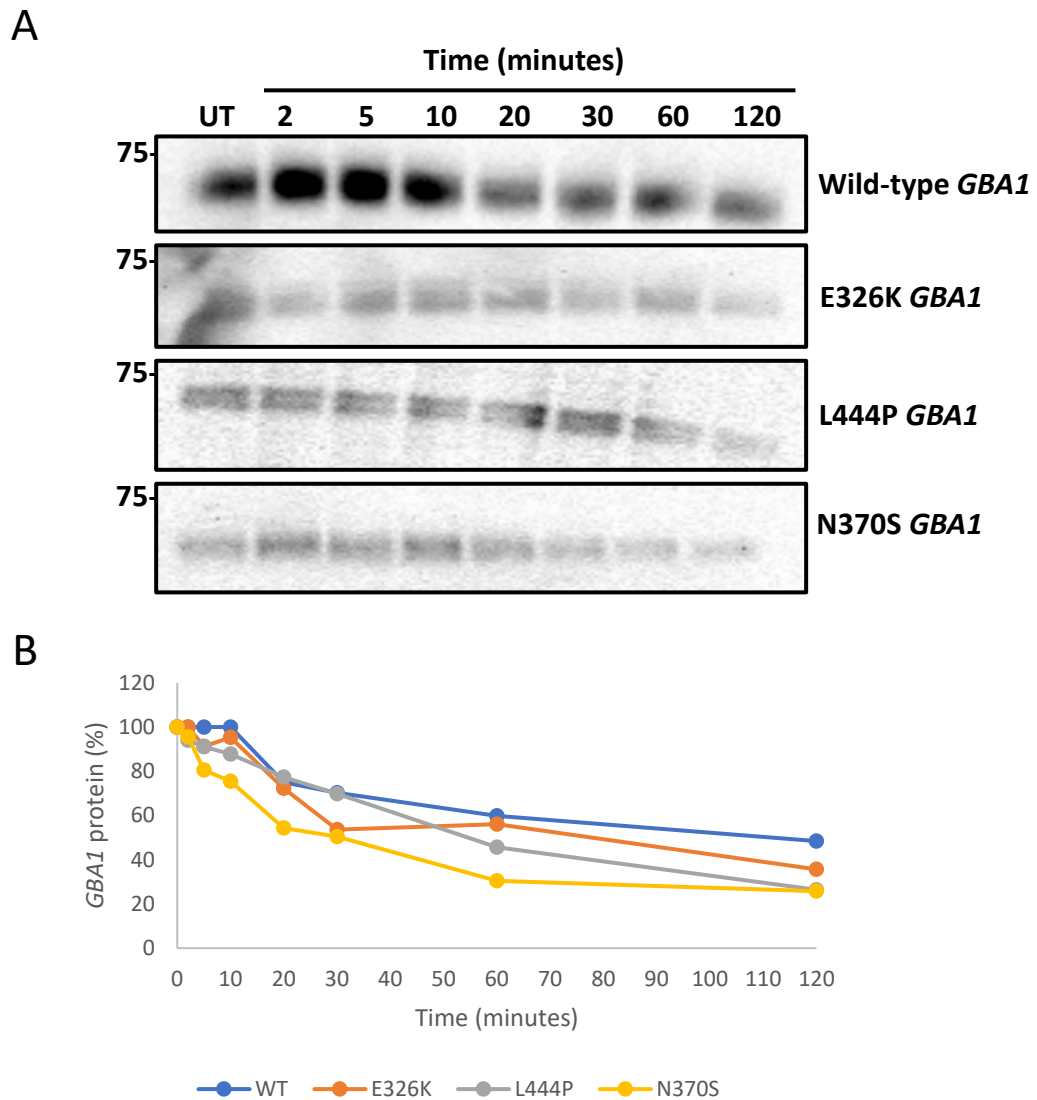 A
Time (minutes)
UT 2 5 10 20 30 60 120
75- Wild-type GBA1
75- E326K GBA1
75- L444P GBA1
75- N370S GBA1
B
120
100
80
60
40
20
0
GBA1 protein (%)
0 10 20 30 40 50 60 70 80 90 100 110 120
Time (minutes)
WT E326K L444P N370S